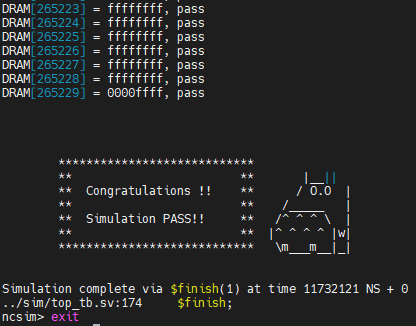 DRAM[265223] = ffffffff, pass
DRAM[265224] = ffffffff, pass
DRAM[265225] = ffffffff, pass
DRAM[265226] = ffffffff, pass
DRAM[265227] = ffffffff, pass
DRAM[265228] = ffffffff, pass
DRAM[265229] = 0000ffff, pass
****************************
**                        **       |__||
**  Congratulations !!    **      / O.O  |
**                        **    /_____   |
**  Simulation PASS!!     **   /^ ^ ^ \  |
**                        **  |^ ^ ^ ^ |w|
****************************   \m___m__|_|
Simulation complete via $finish(1) at time 11732121 NS + 0
../sim/top_tb.sv:174     $finish;
ncsim> exit